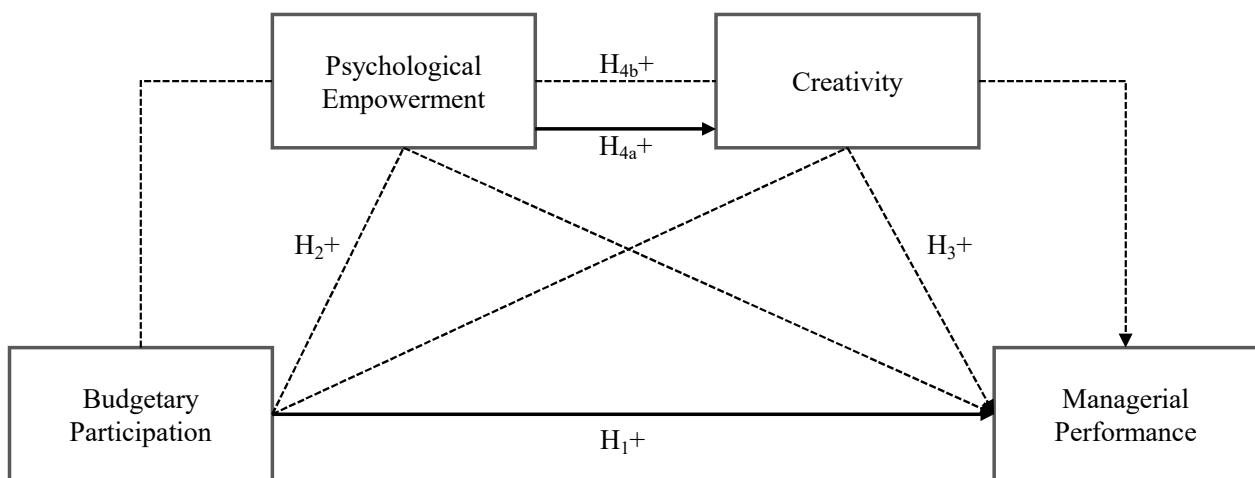 Psychological
Empowerment
H4b+
Creativity
H4a+
H2+
H3+
Budgetary
Participation
H1+
Managerial
Performance